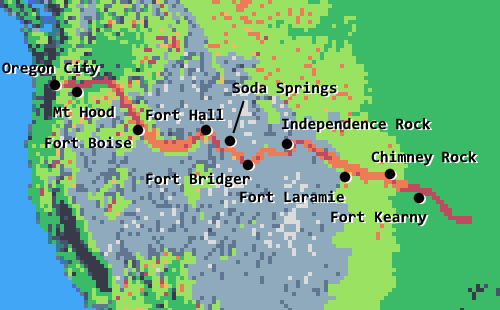 Oregon City
Mt Hood
Fort Boise
Fort Hall
Soda Springs
Fort Bridger
Independence Rock
Fort Laramie
Chimney Rock
Fort Kearny